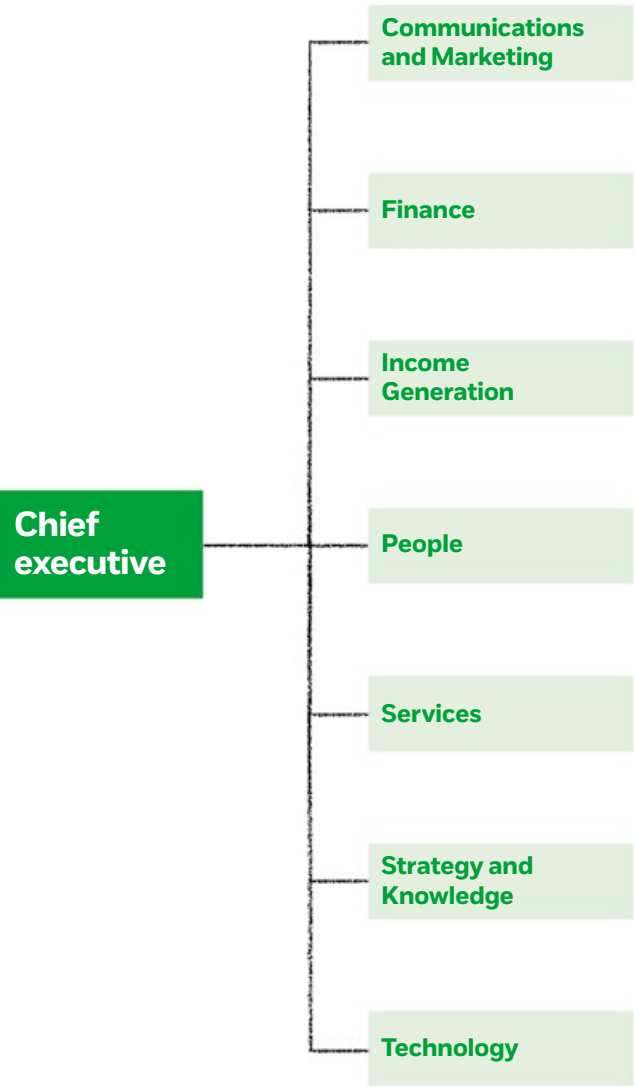 Communications
and Marketing
Finance
Income
Generation
Chief
executive
People
Services
Strategy and
Knowledge
Technology